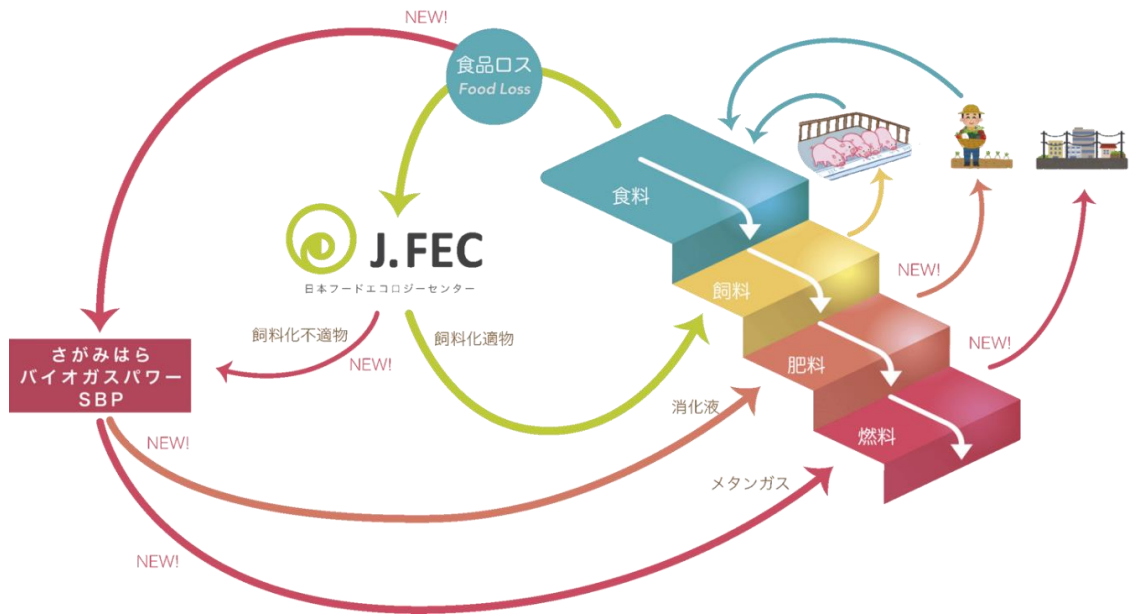 NEW!
食品ロス
Food Loss
食料
J.FEC
日本フードエコロジーセンター
飼料
NEW!
飼料化不適物
飼料化適物
NEW!
NEW!
さがみはら
バイオガスパワー
SBP
肥料
消化液
燃料
NEW!
メタンガス
NEW!